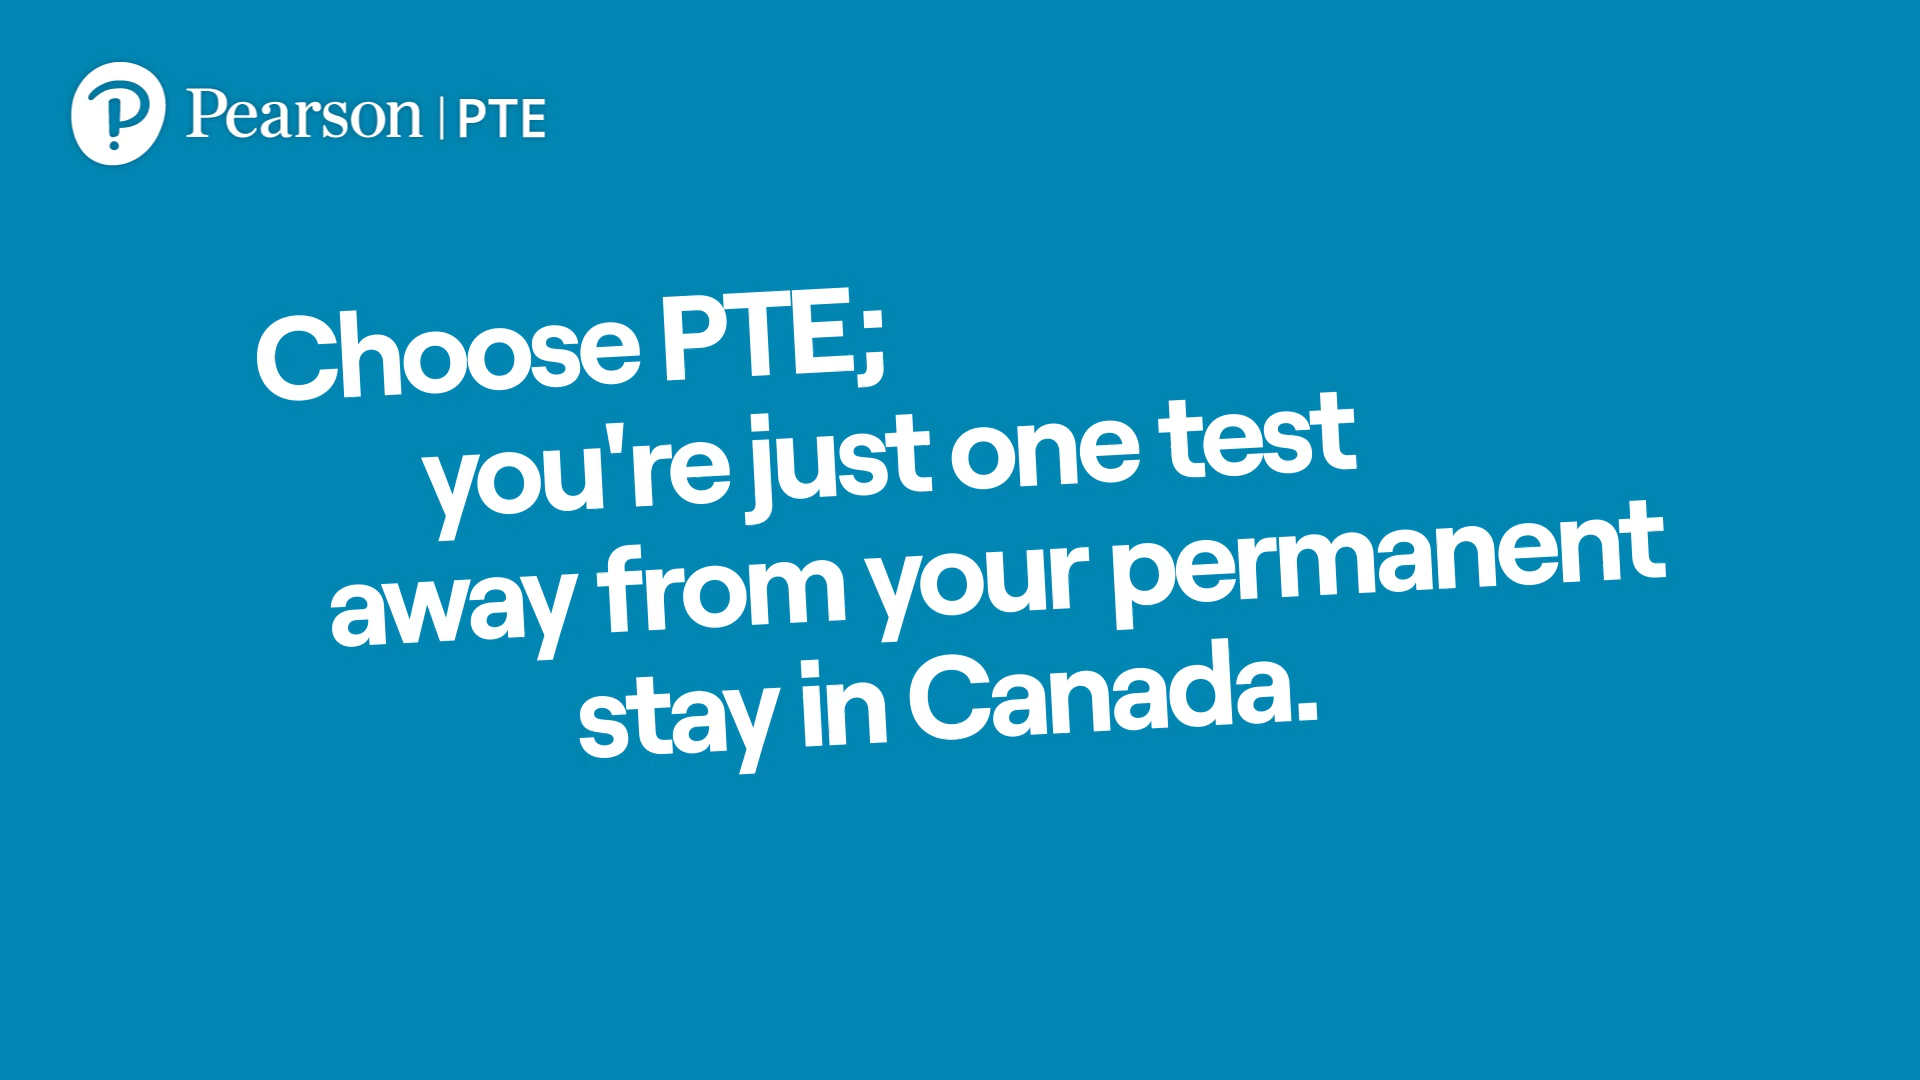 Pearson | PTE
Choose PTE;
you're just one test
away from your permanent
stay in Canada.